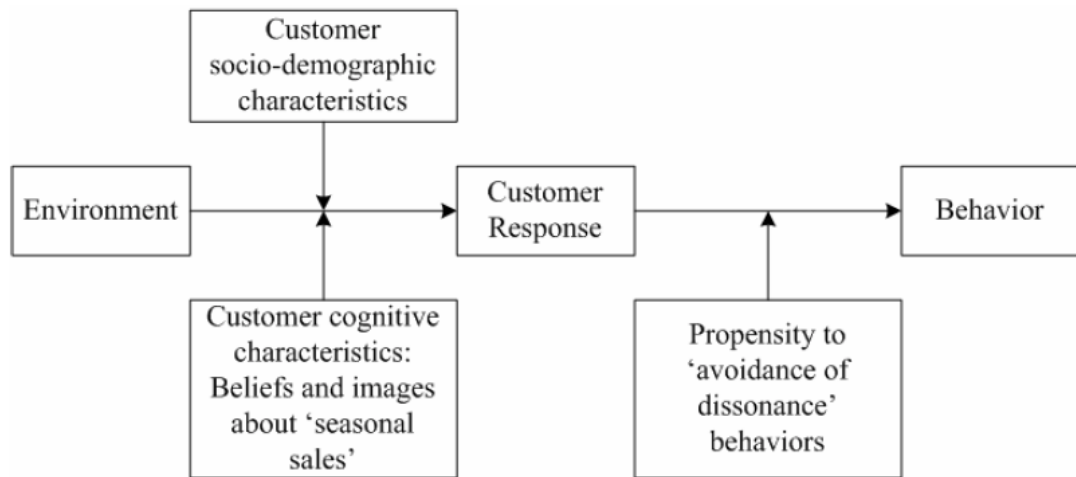 Customer
socio-demographic
characteristics
Environment
Customer
Response
Behavior
Customer cognitive
characteristics:
Beliefs and images
about ‘seasonal
sales’
Propensity to
‘avoidance of
dissonance’
behaviors